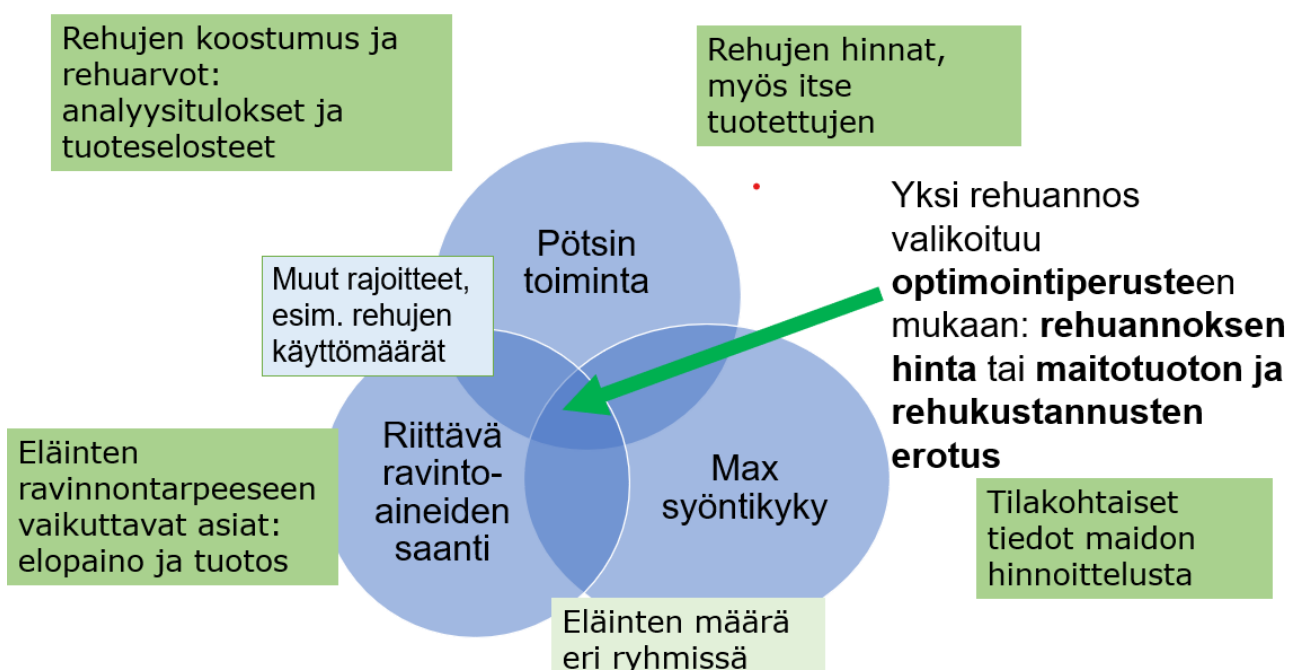 Rehujen koostumus ja
rehuarvot:
analyysitulokset ja
tuoteselosteet
Rehujen hinnat,
myös itse
tuotettujen
Pötsin
toiminta
Yksi rehuannos
valikoituu
optimointiperusteen
mukaan: rehuannoksen
hinta tai maitotuoton ja
rehukustannusten
erotus
Muut rajoitteet,
esim. rehujen
käyttömäärät
Eläinten
ravinnontarpeeseen
vaikuttavat asiat:
elopaino ja tuotos
Riittävä
ravinto-
aineiden
saanti
Max
syöntikyky
Tilakohtaiset
tiedot maidon
hinnoittelusta
Eläinten määrä
eri ryhmissä